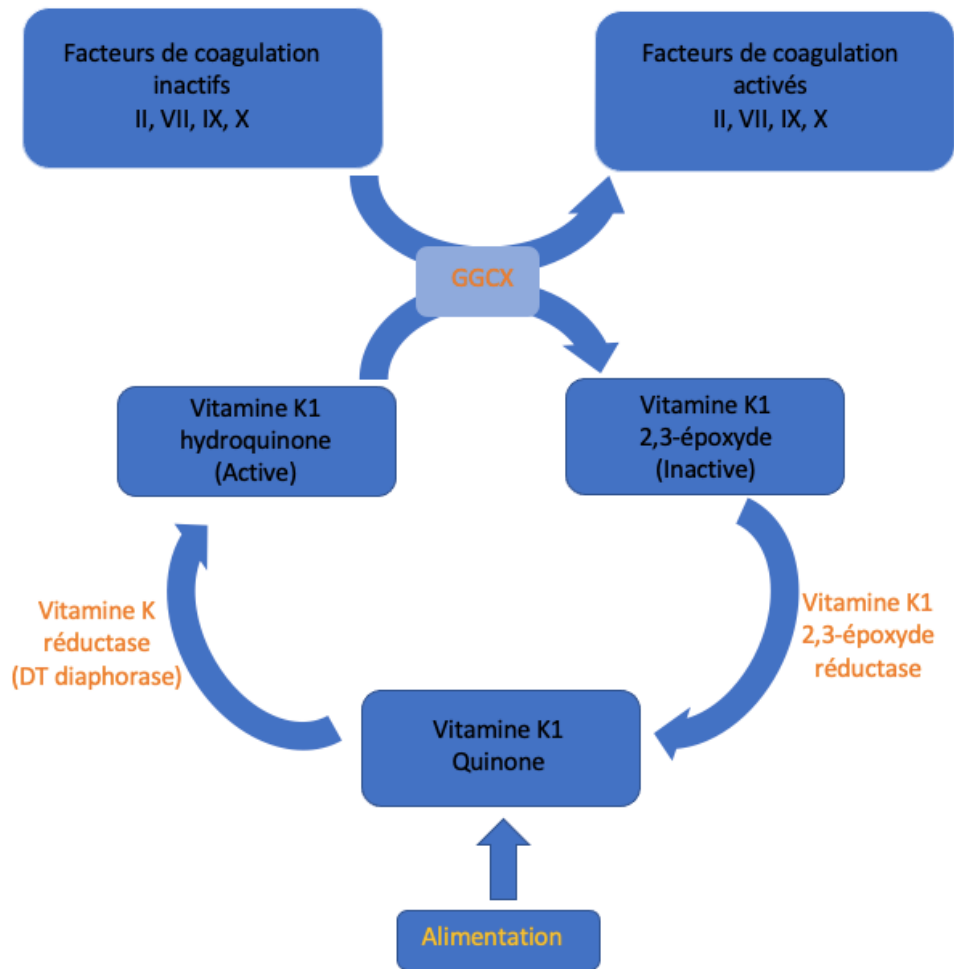 Facteurs de coagulation
inactifs
II, VII, IX, X
Facteurs de coagulation
activés
II, VII, IX, X
GGCX
Vitamine K1
hydroquinone
(Active)
Vitamine K1
2,3-époxyde
(Inactive)
Vitamine K
réductase
(DT diaphorase)
Vitamine K1
2,3-époxyde
réductase
Vitamine K1
Quinone
Alimentation